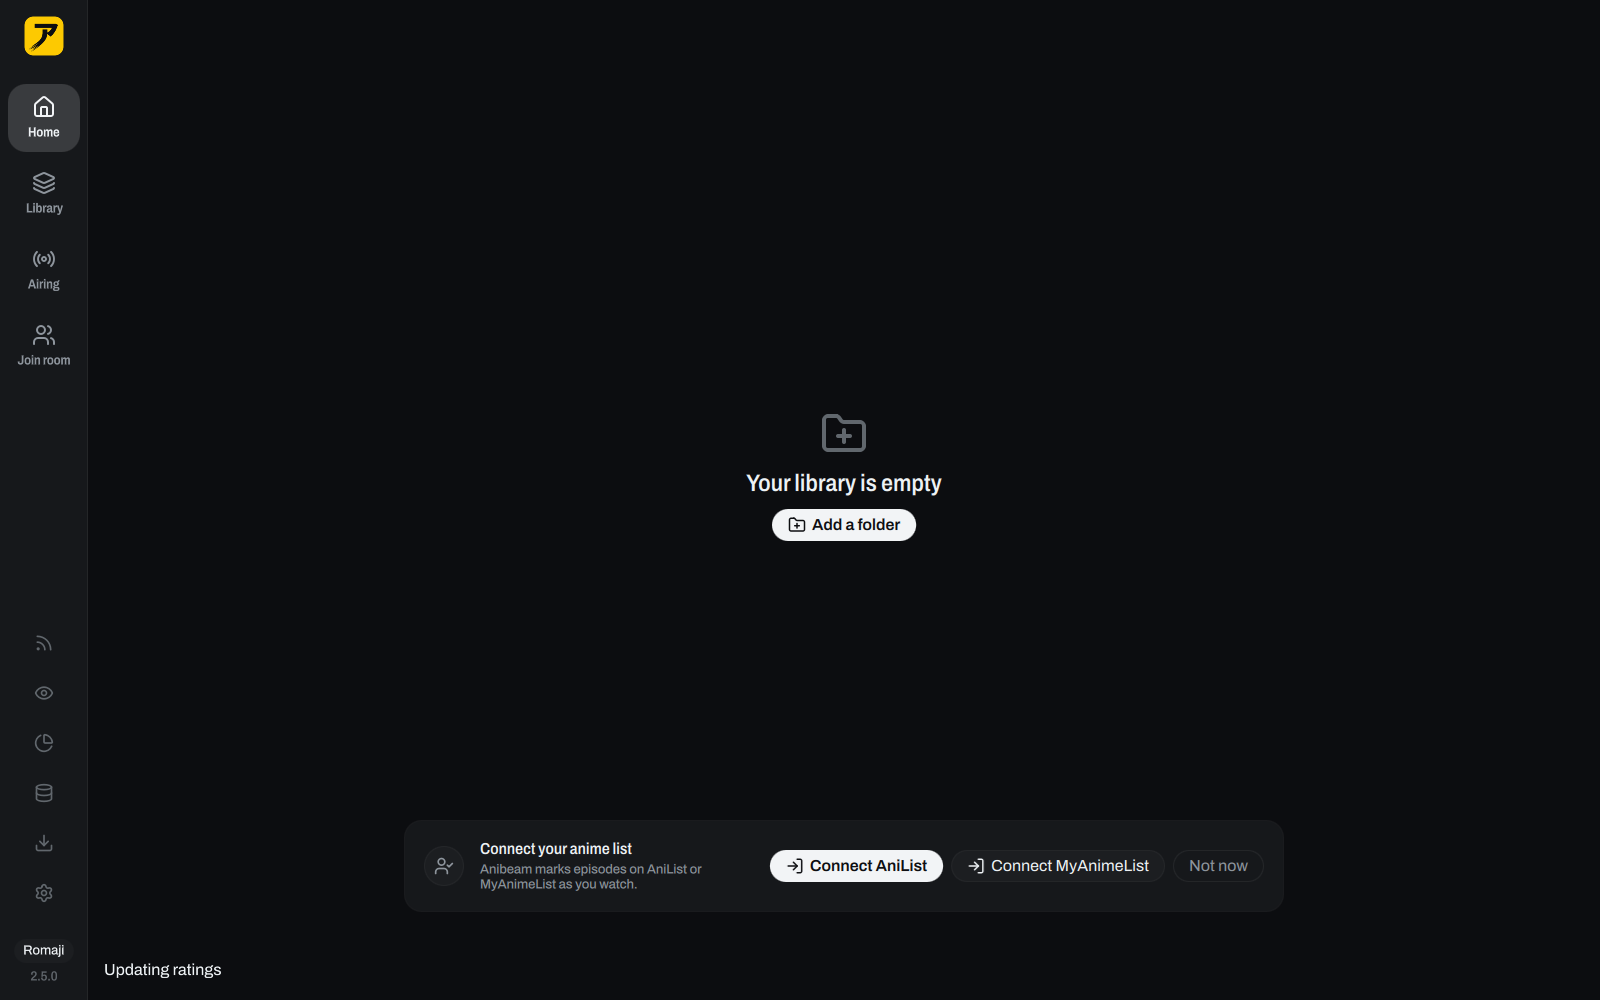 ア
Home
Library
Airing
Join room
Romaji
2.5.0
Your library is empty
Add a folder
Connect your anime list
Anibeam marks episodes on AniList or
MyAnimeList as you watch.
Connect AniList
Connect MyAnimeList
Not now
Updating ratings